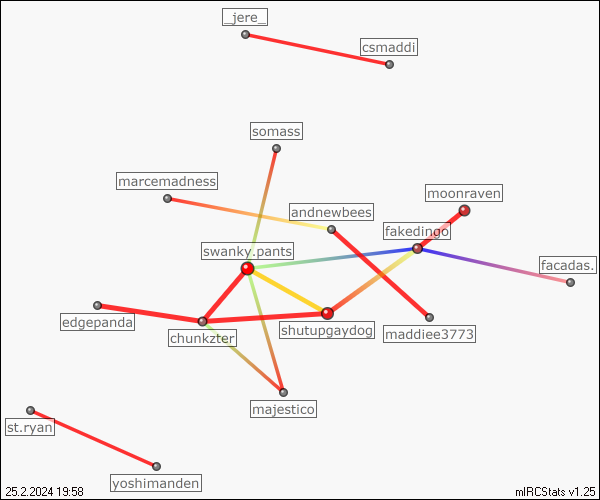 _jere_
csmaddi
somass
marcemadness
moonraven
andnewbees
fakedingo
swanky.pants
facadas.
edgepanda
shutupgaydog
maddiee3773
chunkzter
majestico
st.ryan
yoshimanden
25.2.2024 19:58
mIRCStats v1.25